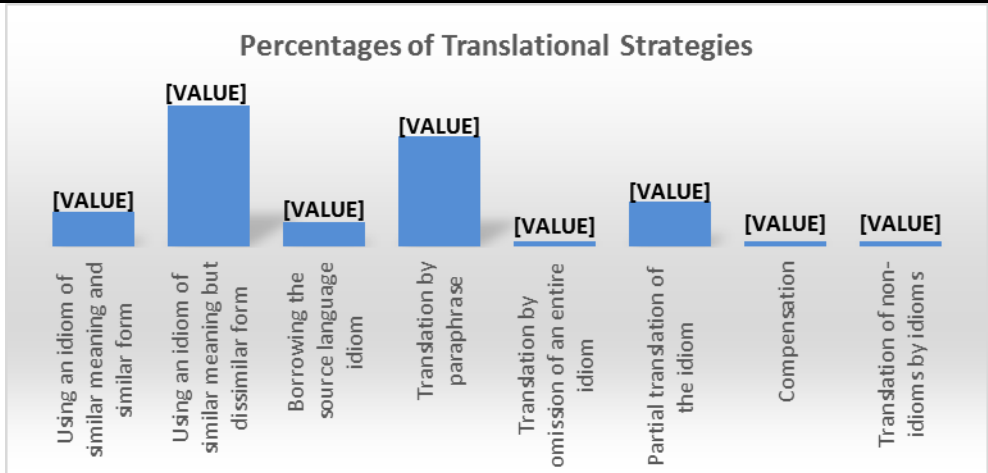 Percentages of Translational Strategies
[VALUE]
[VALUE]
[VALUE]
[VALUE]
[VALUE]
[VALUE]
[VALUE]
[VALUE]
Using an idiom of
similar meaning and
similar form
Using an idiom of
similar meaning but
dissimilar form
Borrowing the
source language
idiom
Translation by
paraphrase
Translation by
omission of an entire
idiom
Partial translation of
the idiom
Compensation
Translation of non-
idioms by idioms